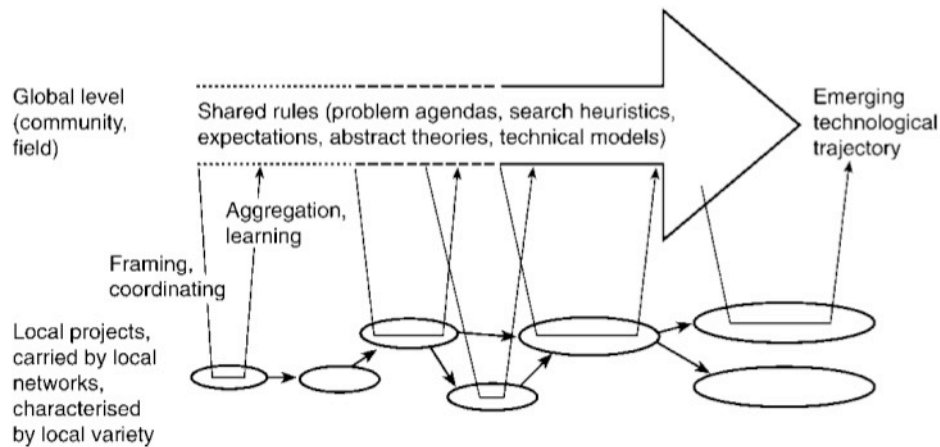 Global level
(community,
field)
Shared rules (problem agendas, search heuristics,
expectations, abstract theories, technical models)
Emerging
technological
trajectory
Aggregation,
learning
Framing,
coordinating
Local projects,
carried by local
networks,
characterised
by local variety